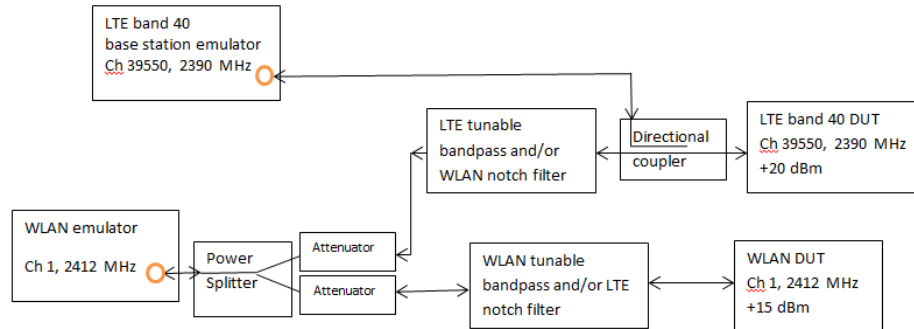 LTE band 40
base station emulator
Ch 39550, 2390 MHz
LTE tunable
bandpass and/or
WLAN notch filter
Directional
coupler
LTE band 40 DUT
Ch 39550, 2390 MHz
+20 dBm
WLAN emulator
Ch 1, 2412 MHz
Power
Splitter
Attenuator
Attenuator
WLAN tunable
bandpass and/or LTE
notch filter
WLAN DUT
Ch 1, 2412 MHz
+15 dBm